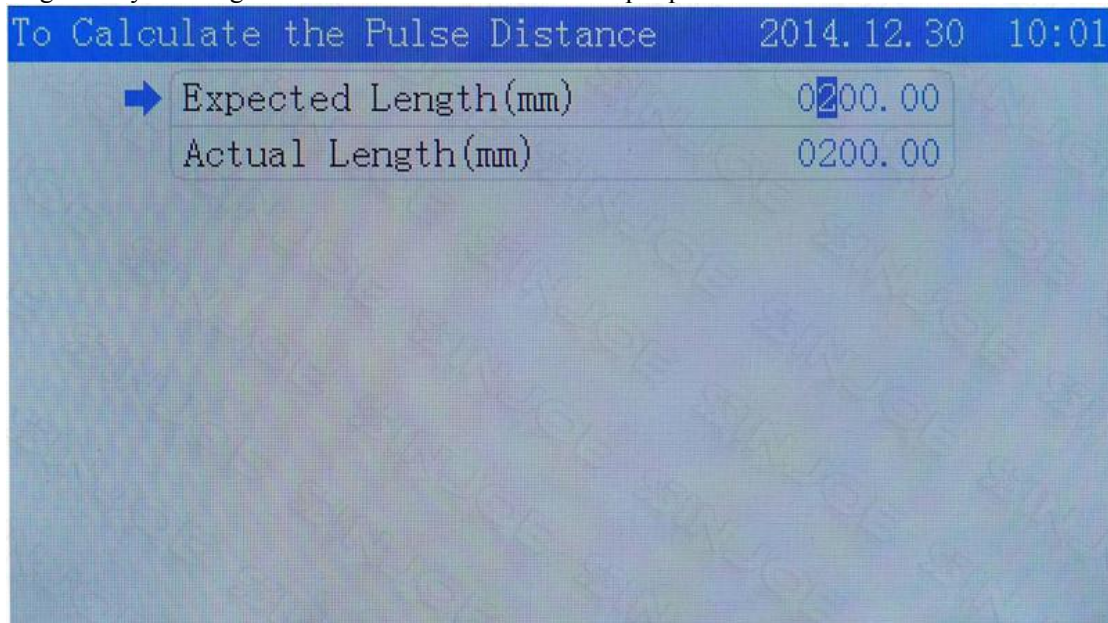 To Calculate the Pulse Distance 2014.12.30 10:01
Expected Length(mm) 0200.00
Actual Length(mm) 0200.00